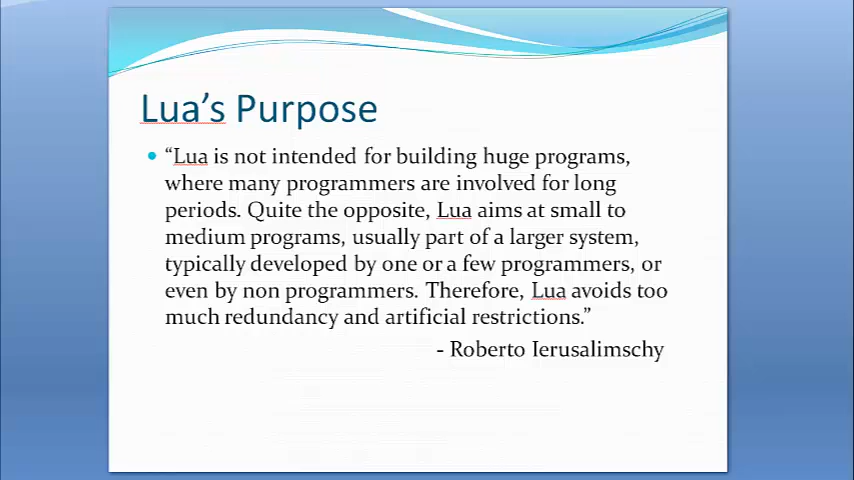 Lua's Purpose
• “Lua is not intended for building huge programs,
where many programmers are involved for long
periods. Quite the opposite, Lua aims at small to
medium programs, usually part of a larger system,
typically developed by one or a few programmers, or
even by non programmers. Therefore, Lua avoids too
much redundancy and artificial restrictions.”
- Roberto Ierusalimschy